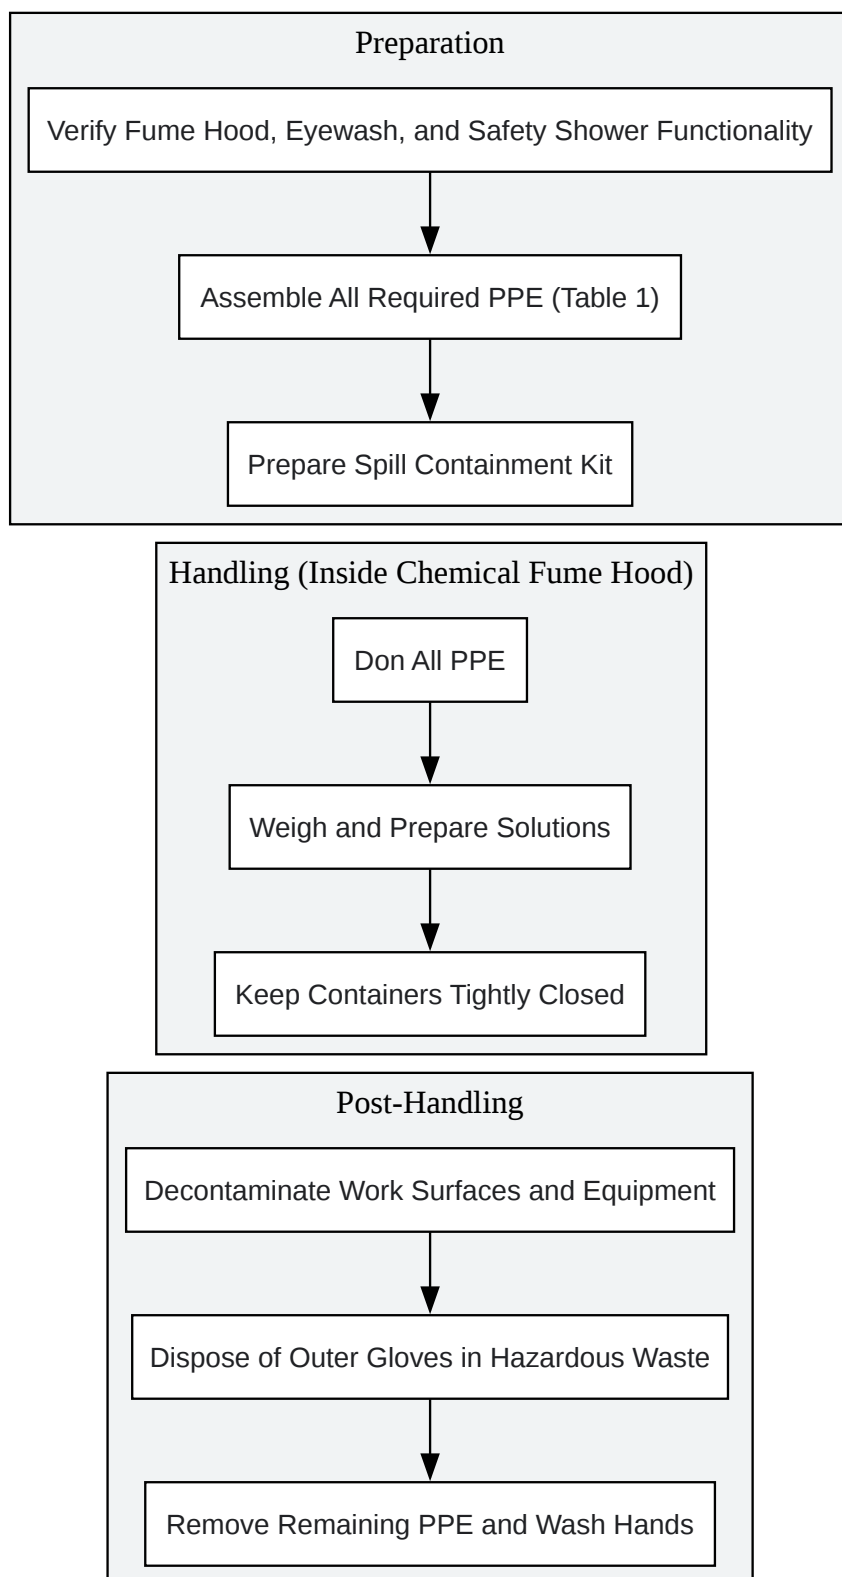 Preparation
Verify Fume Hood, Eyewash, and Safety Shower Functionality
Assemble All Required PPE (Table 1)
Prepare Spill Containment Kit
Handling (Inside Chemical Fume Hood)
Don All PPE
Weigh and Prepare Solutions
Keep Containers Tightly Closed
Post-Handling
Decontaminate Work Surfaces and Equipment
Dispose of Outer Gloves in Hazardous Waste
Remove Remaining PPE and Wash Hands